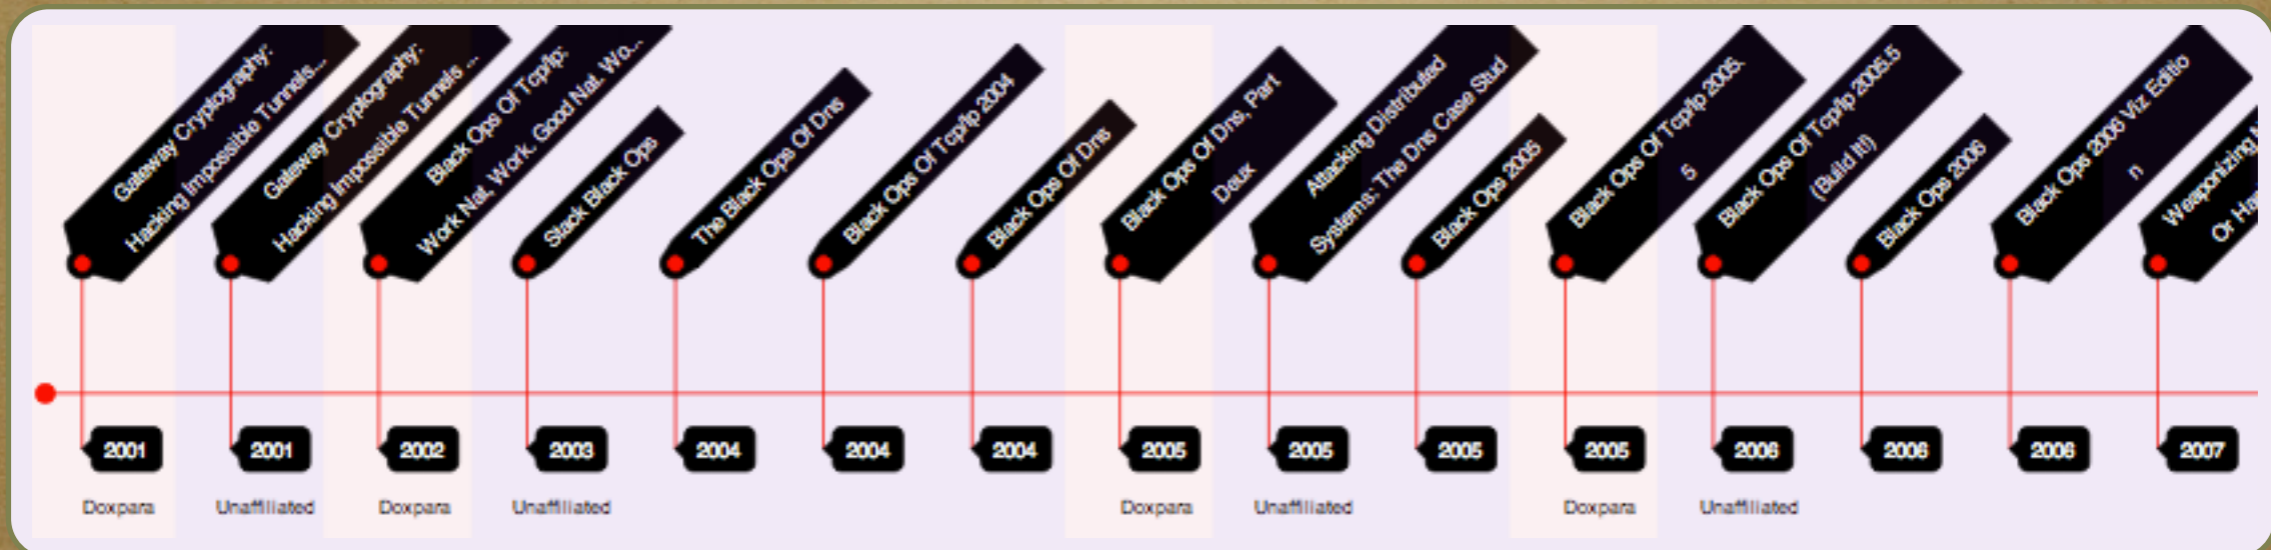 Gateway Cryptography:
Hacking Impossible Tunnels...
Gateway Cryptography:
Hacking Impossible Tunnels ...
Black Ops Of Tcp/Ip:
Work Nat, Work. Good Nat. Wo...
Stack Black Ops
The Black Ops Of Dns
Black Ops Of Tcp/Ip 2004
Black Ops Of Dns
Black Ops Of Dns, Part
Deux
Attacking Distributed
Systems: The Dns Case Stud
Black Ops 2005
Black Ops Of Tcp/Ip 2005.
5
Black Ops Of Tcp/Ip 2005.5
(Build It!)
Black Ops 2006
Black Ops 2006 Viz Editio
n
Weaponizing
Or
2001
2001
2002
2003
2004
2004
2004
2005
2005
2005
2005
2006
2006
2006
2007
Doxpara
Unaffiliated
Doxpara
Unaffiliated
Doxpara
Unaffiliated
Doxpara
Unaffiliated